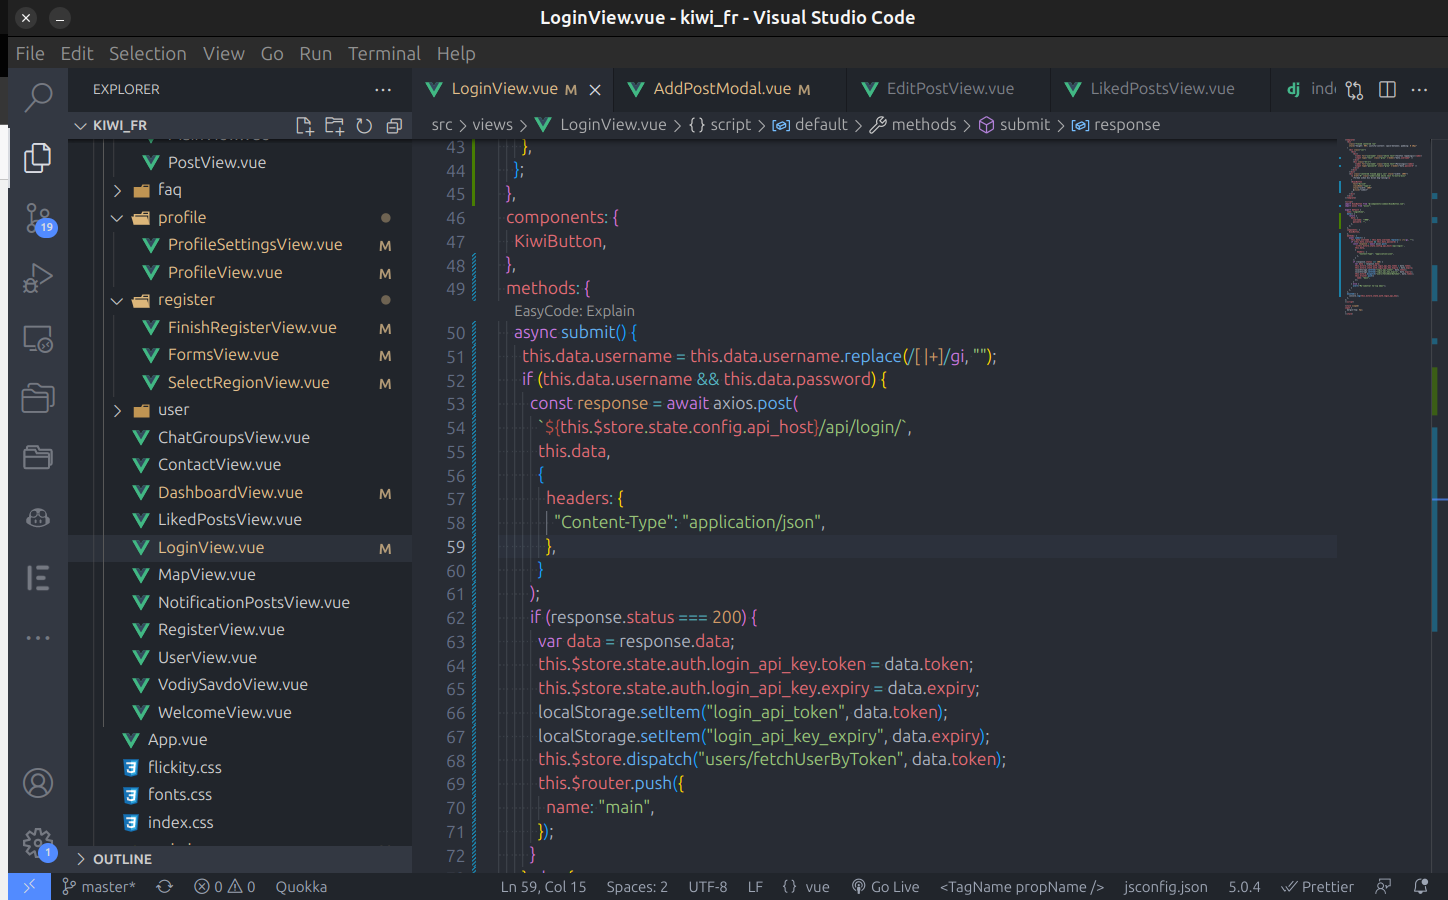 LoginView.vue - kiwi_fr - Visual Studio Code
File Edit Selection View Go Run Terminal Help
EXPLORER
LoginView.vue M
AddPostModal.vue M
EditPostView.vue
LikedPostsView.vue
dj
KIWI_FR
src > views > LoginView.vue > {} script > default > methods > submit > response
PostView.vue
faq
profile
ProfileSettingsView.vue M
ProfileView.vue M
register
FinishRegisterView.vue M
FormsView.vue M
SelectRegionView.vue M
user
ChatGroupsView.vue
ContactView.vue
DashboardView.vue M
LikedPostsView.vue
LoginView.vue M
MapView.vue
NotificationPostsView.vue
RegisterView.vue
UserView.vue
VodiySavdoView.vue
WelcomeView.vue
App.vue
flickity.css
fonts.css
index.css
OUTLINE
19
1
43 },
44 };
45 },
46 components: {
47 KiwiButton,
48 },
49 methods: {
EasyCode: Explain
50 async submit() {
51 this.data.username = this.data.username.replace(/[ |+]/gi, "");
52 if (this.data.username && this.data.password) {
53 const response = await axios.post(
54 `${this.$store.state.config.api_host}/api/login/`,
55 this.data,
56 {
57 headers: {
58 "Content-Type": "application/json",
59 },
60 }
61 );
62 if (response.status === 200) {
63 var data = response.data;
64 this.$store.state.auth.login_api_key.token = data.token;
65 this.$store.state.auth.login_api_key.expiry = data.expiry;
66 localStorage.setItem("login_api_token", data.token);
67 localStorage.setItem("login_api_key_expiry", data.expiry);
68 this.$store.dispatch("users/fetchUserByToken", data.token);
69 this.$router.push({
70 name: "main",
71 });
72 }
master* 0 0 Quokka Ln 59, Col 15 Spaces: 2 UTF-8 LF {} vue Go Live <TagName propName /> jsconfig.json 5.0.4 Prettier